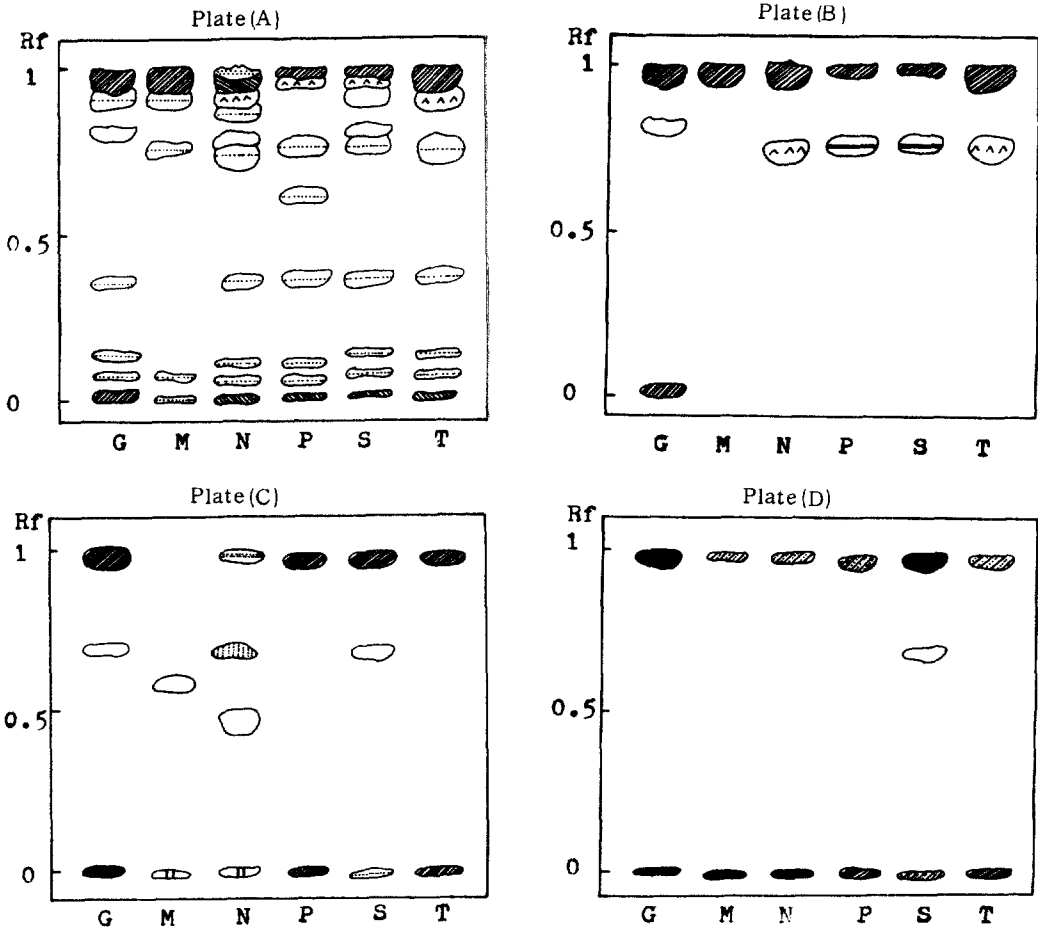 Plate (A)
Rf
1
0.5
0
G M N P S T
Plate (B)
Rf
1
0.5
0
G M N P S T
Plate (C)
Rf
1
0.5
0
G M N P S T
Plate (D)
Rf
1
0.5
0
G M N P S T